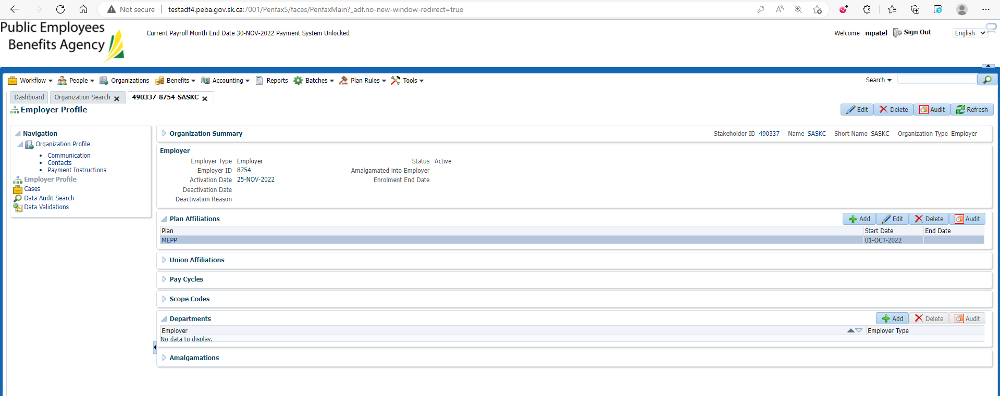 Not secure testadf4.peba.gov.sk.ca:7001/Penfax5/faces/PenfaxMain?_adf.no-new-window-redirect=true
Public Employees
Benefits Agency
Current Payroll Month End Date 30-NOV-2022 Payment System Unlocked
Welcome mpatel Sign Out English
Workflow People Organizations Benefits Accounting Reports Batches Plan Rules Tools Search
Dashboard Organization Search 490337-8754-SASKC
Employer Profile
Edit Delete Audit Refresh
Navigation
Organization Profile
Communication
Contacts
Payment Instructions
Employer Profile
Cases
Data Audit Search
Data Validations
Organization Summary Stakeholder ID 490337 Name SASKC Short Name SASKC Organization Type Employer
Employer
Employer Type Employer Status Active
Employer ID 8754 Amalgamated into Employer
Activation Date 25-NOV-2022 Enrolment End Date
Deactivation Date
Deactivation Reason
Plan Affiliations Add Edit Delete Audit
Plan Start Date End Date
MEPP 01-OCT-2022
Union Affiliations
Pay Cycles
Scope Codes
Departments Add Delete Audit
Employer Employer Type
No data to display.
Amalgamations